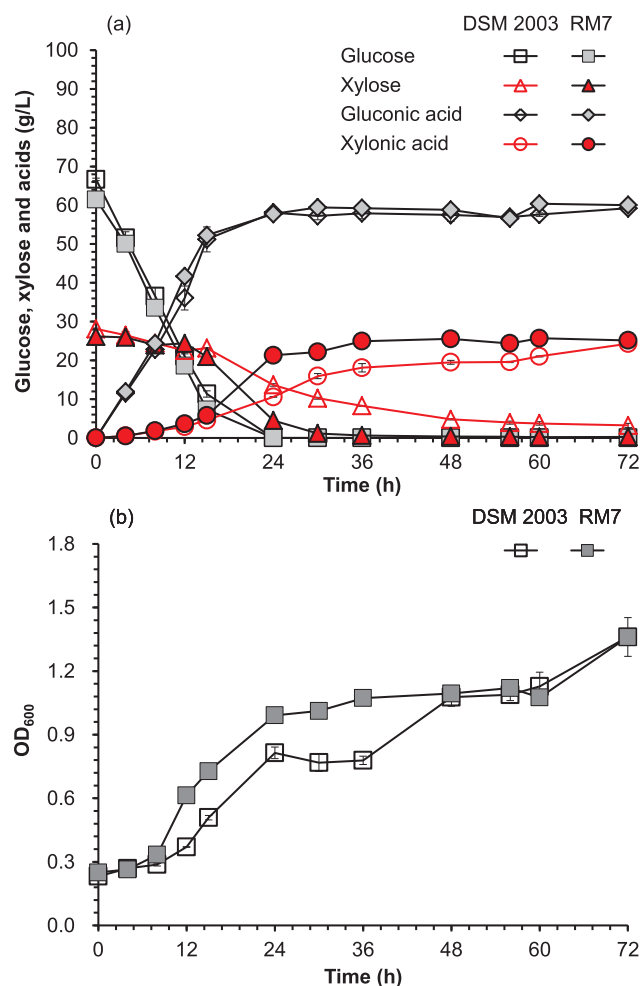 (a) DSM 2003 RM7
Glucose
Xylose
Gluconic acid
Xylonic acid
Glucose, xylose and acids (g/L)
100
90
80
70
60
50
40
30
20
10
0
0 12 24 36 48 60 72
Time (h)
(b) DSM 2003 RM7
OD600
1.8
1.5
1.2
0.9
0.6
0.3
0.0
0 12 24 36 48 60 72
Time (h)